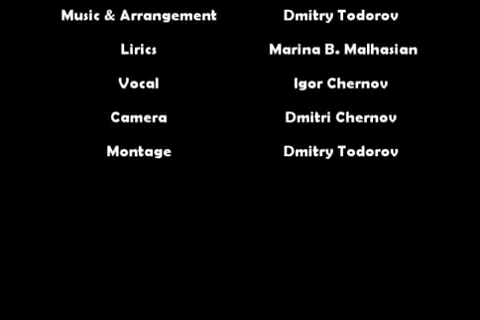 Music & Arrangement Dmitry Todorov
Lirics Marina B. Malhasian
Vocal Igor Chernov
Camera Dmitri Chernov
Montage Dmitry Todorov